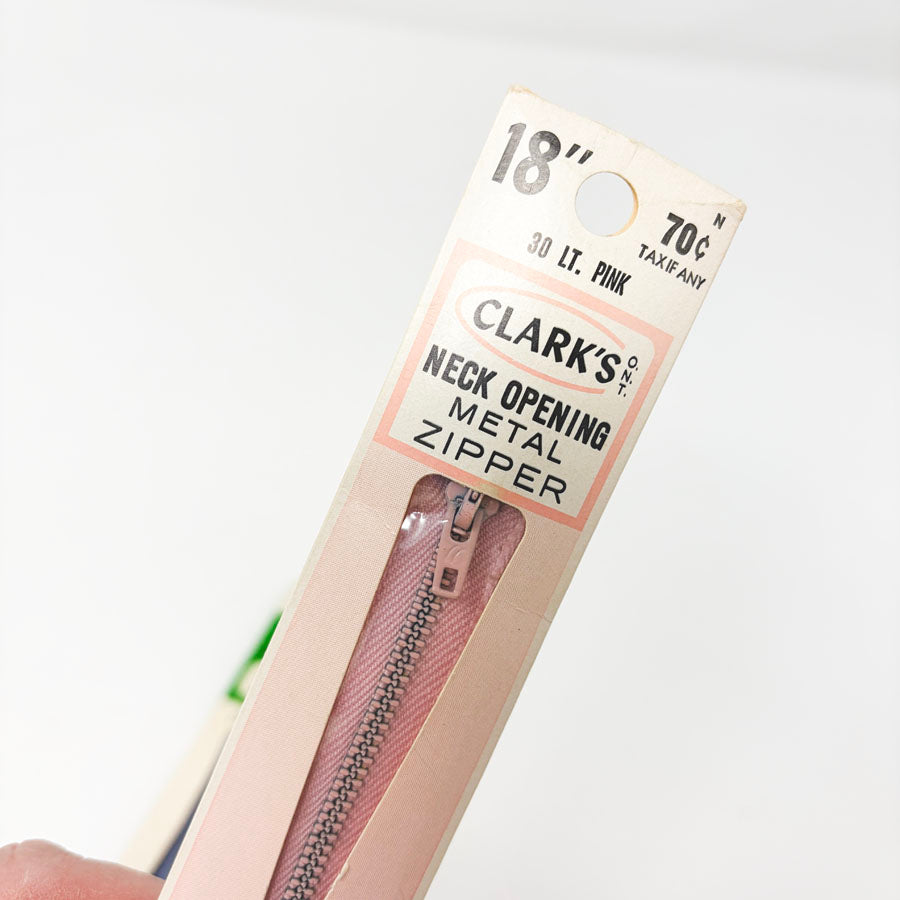 18"
N
70¢
TAX IF ANY
30 LT. PINK
CLARK'S
O.N.T.
NECK OPENING
METAL
ZIPPER